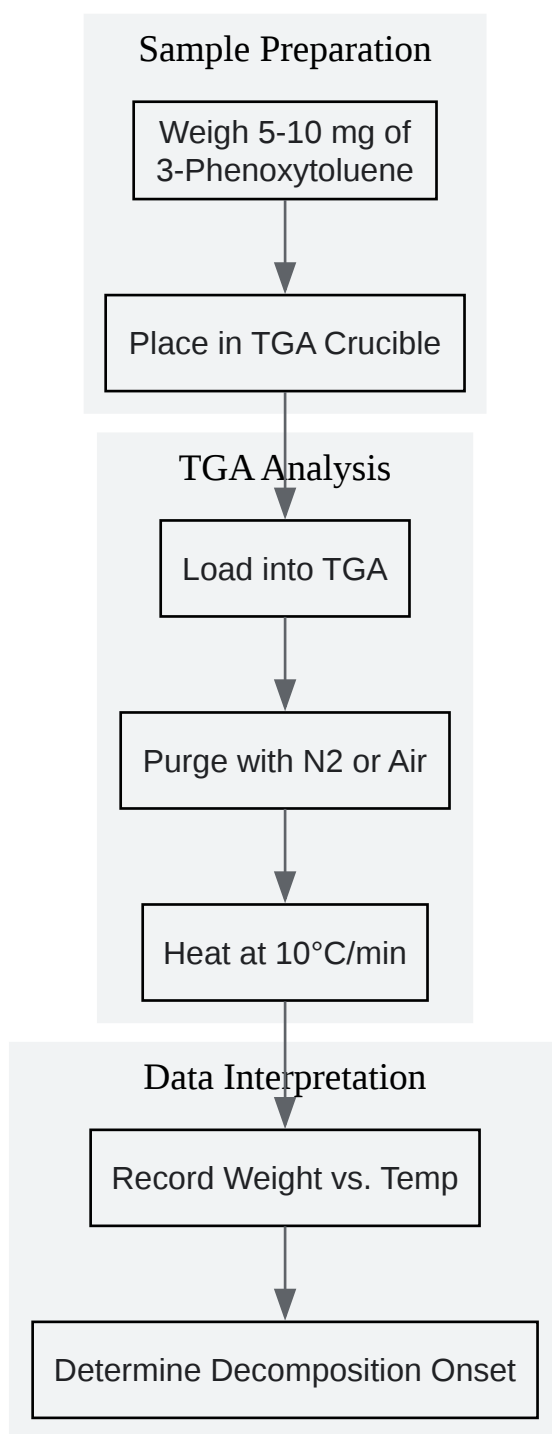 Sample Preparation
Weigh 5-10 mg of
3-Phenoxytoluene
Place in TGA Crucible
TGA Analysis
Load into TGA
Purge with N2 or Air
Heat at 10°C/min
Data Interpretation
Record Weight vs. Temp
Determine Decomposition Onset